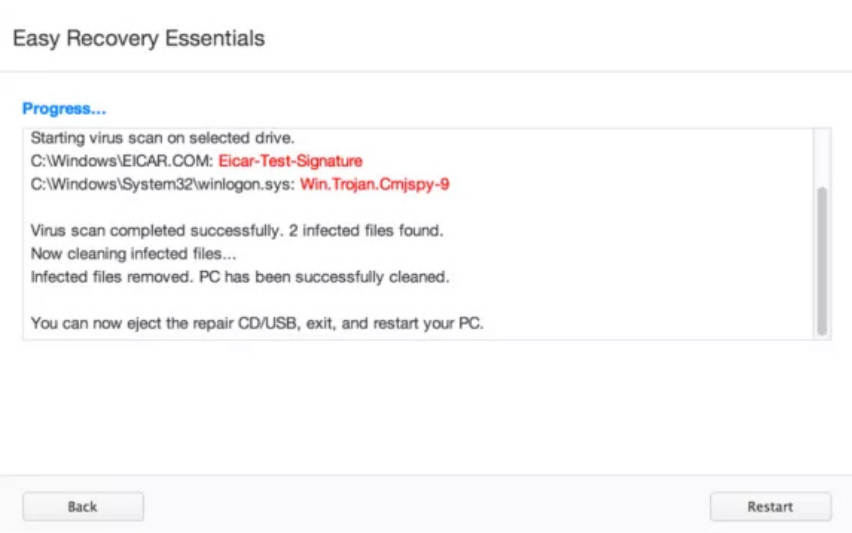 Easy Recovery Essentials
Progress...
Starting virus scan on selected drive.
C:\Windows\EICAR.COM: Eicar-Test-Signature
C:\Windows\System32\winlogon.sys: Win.Trojan.Cmjspy-9
Virus scan completed successfully. 2 infected files found.
Now cleaning infected files...
Infected files removed. PC has been successfully cleaned.
You can now eject the repair CD/USB, exit, and restart your PC.
Back
Restart